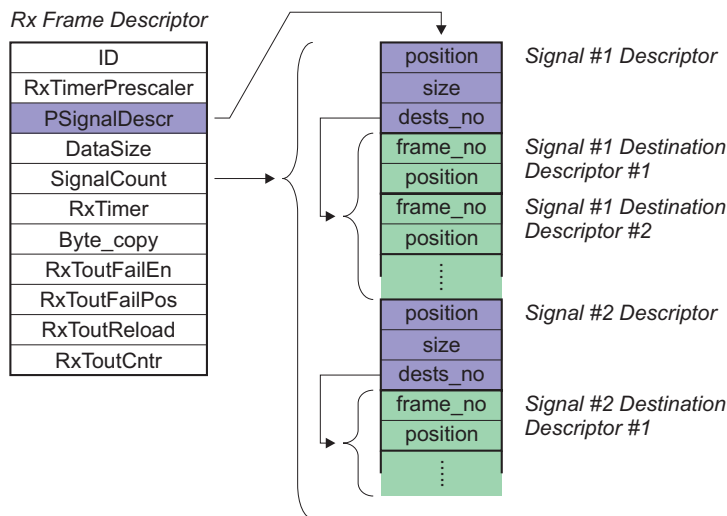 Rx Frame Descriptor
ID
RxTimerPrescaler
PSignalDescr
DataSize
SignalCount
RxTimer
Byte_copy
RxToutFailEn
RxToutFailPos
RxToutReload
RxToutCntr
position
size
dests_no
frame_no
position
frame_no
position
position
size
dests_no
frame_no
position
Signal #1 Descriptor
Signal #1 Destination
Descriptor #1
Signal #1 Destination
Descriptor #2
Signal #2 Descriptor
Signal #2 Destination
Descriptor #1